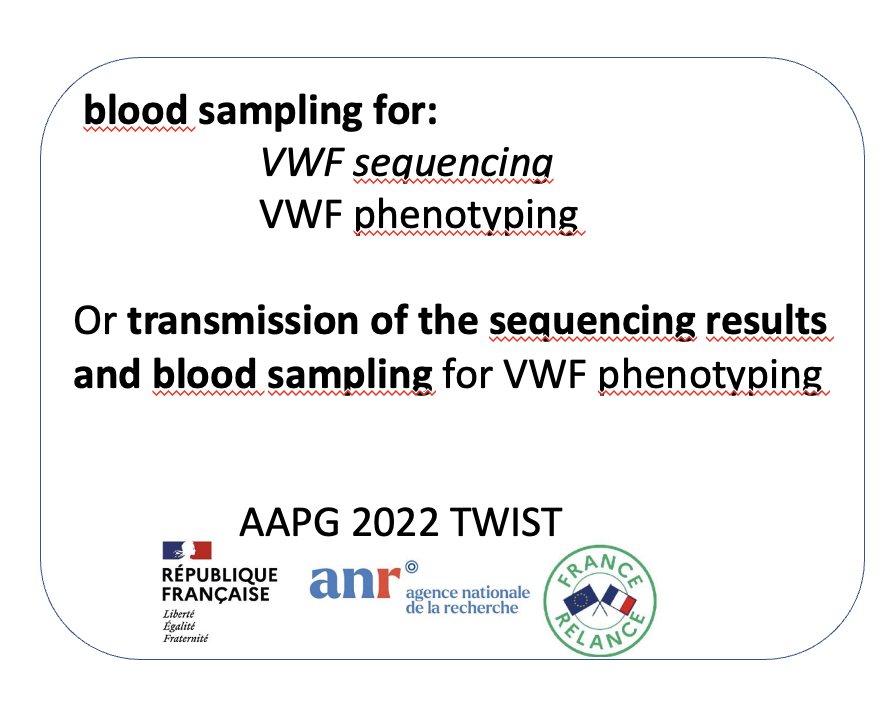 blood sampling for:
VWF sequencing
VWF phenotyping
Or transmission of the sequencing results
and blood sampling for VWF phenotyping
AAPG 2022 TWIST
RÉPUBLIQUE
FRANÇAISE
Liberté
Égalité
Fraternité
anr
agence nationale
de la recherche
FRANCE
RELANCE